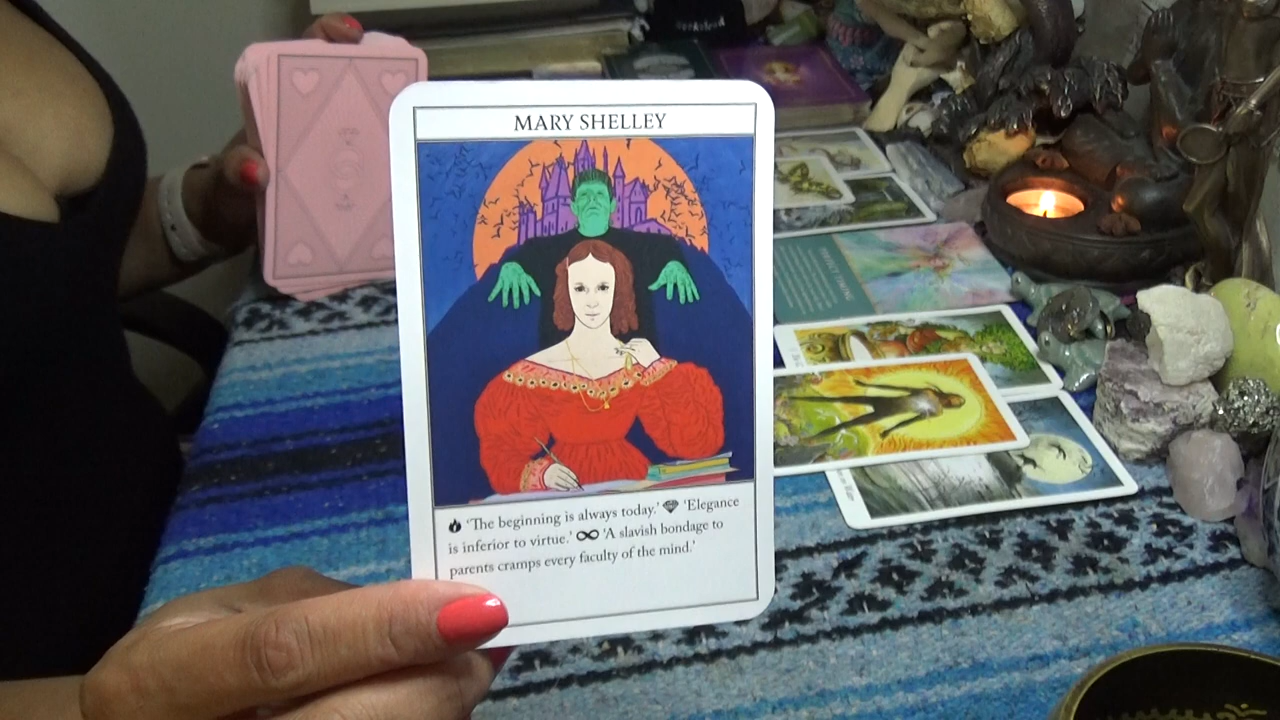 MARY SHELLEY
'The beginning is always today.' 'Elegance
is inferior to virtue.' 'A slavish bondage to
parents cramps every faculty of the mind.'